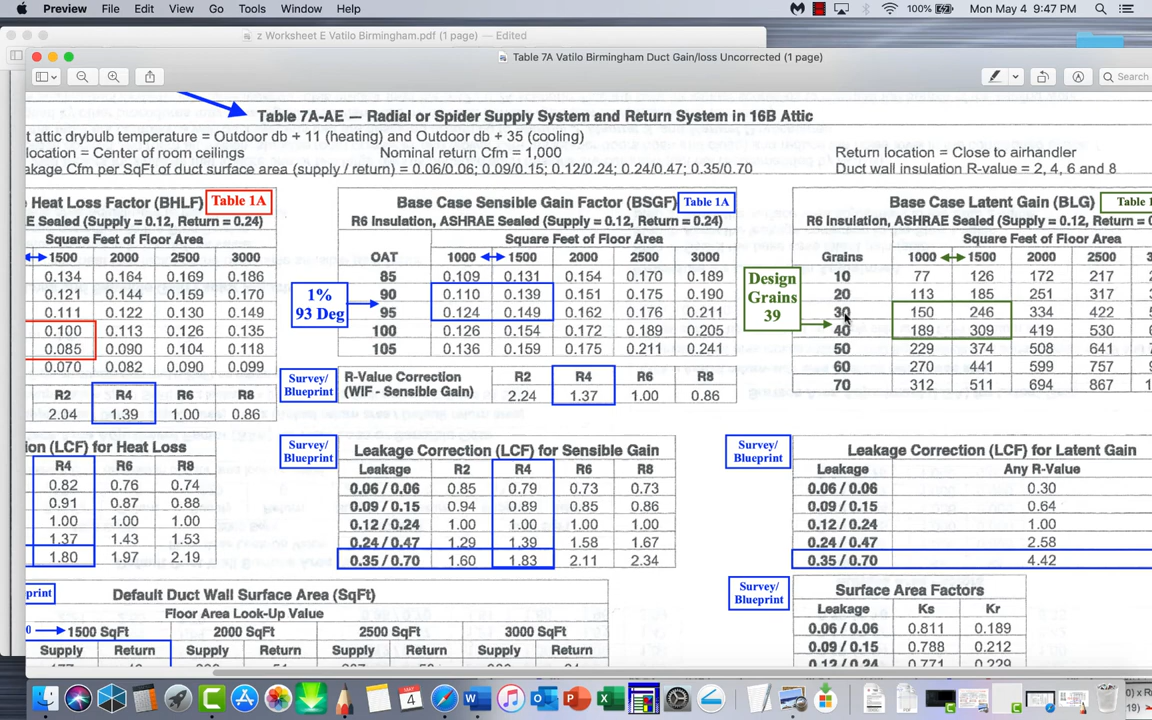 Preview File Edit View Go Tools Window Help 100% Mon May 4 9:47 PM
z Worksheet E Vatilo Birmingham.pdf (1 page) — Edited
Table 7A Vatilo Birmingham Duct Gain/loss Uncorrected (1 page)
Search
Table 7A-AE — Radial or Spider Supply System and Return System in 16B Attic
t attic drybulb temperature = Outdoor db + 11 (heating) and Outdoor db + 35 (cooling)
location = Center of room ceilings Nominal return Cfm = 1,000 Return location = Close to airhandler
akage Cfm per SqFt of duct surface area (supply / return) = 0.06/0.06; 0.09/0.15; 0.12/0.24; 0.24/0.47; 0.35/0.70 Duct wall insulation R-value = 2, 4, 6 and 8
Heat Loss Factor (BHLF) Table 1A
E Sealed (Supply = 0.12, Return = 0.24)
Square Feet of Floor Area
1500 2000 2500 3000
0.134 0.164 0.169 0.186
0.121 0.144 0.159 0.170
0.111 0.122 0.130 0.149
0.100 0.113 0.126 0.135
0.085 0.090 0.104 0.118
0.070 0.082 0.090 0.099
R2 R4 R6 R8
2.04 1.39 1.00 0.86
Base Case Sensible Gain Factor (BSGF) Table 1A
R6 Insulation, ASHRAE Sealed (Supply = 0.12, Return = 0.24)
Square Feet of Floor Area
OAT 1000 1500 2000 2500 3000
85 0.109 0.131 0.154 0.170 0.189
90 0.110 0.139 0.151 0.175 0.190
95 0.124 0.149 0.162 0.176 0.211
100 0.126 0.154 0.172 0.189 0.205
105 0.136 0.159 0.175 0.211 0.241
1%
93 Deg
Survey/
Blueprint
R-Value Correction
(WIF - Sensible Gain)
R2 R4 R6 R8
2.24 1.37 1.00 0.86
Base Case Latent Gain (BLG) Table 1
R6 Insulation, ASHRAE Sealed (Supply = 0.12, Return = 0
Square Feet of Floor Area
Grains 1000 1500 2000 2500 3
10 77 126 172 217
20 113 185 251 317
30 150 246 334 422
40 189 309 419 530
50 229 374 508 641
60 270 441 599 757
70 312 511 694 867
Design
Grains
39
ion (LCF) for Heat Loss
R4 R6 R8
0.82 0.76 0.74
0.91 0.87 0.88
1.00 1.00 1.00
1.37 1.43 1.53
1.80 1.97 2.19
Survey/
Blueprint
Leakage Correction (LCF) for Sensible Gain
Leakage R2 R4 R6 R8
0.06 / 0.06 0.85 0.79 0.73 0.73
0.09 / 0.15 0.94 0.89 0.85 0.86
0.12 / 0.24 1.00 1.00 1.00 1.00
0.24 / 0.47 1.29 1.39 1.58 1.67
0.35 / 0.70 1.60 1.83 2.11 2.34
Survey/
Blueprint
Leakage Correction (LCF) for Latent Gain
Leakage Any R-Value
0.06 / 0.06 0.30
0.09 / 0.15 0.64
0.12 / 0.24 1.00
0.24 / 0.47 2.58
0.35 / 0.70 4.42
print
Default Duct Wall Surface Area (SqFt)
Floor Area Look-Up Value
0 1500 SqFt 2000 SqFt 2500 SqFt 3000 SqFt
Supply Return Supply Return Supply Return Supply Return
Survey/
Blueprint
Surface Area Factors
Leakage Ks Kr
0.06 / 0.06 0.811 0.189
0.09 / 0.15 0.788 0.212
0.12 / 0.24 0.771 0.229